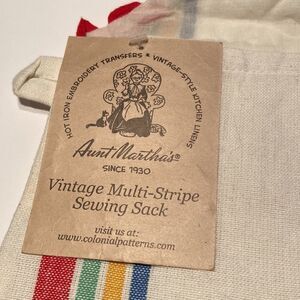 HOT IRON EMBROIDERY TRANSFERS • VINTAGE-STYLE KITCHEN LINENS
Aunt Martha's®
SINCE 1930
Vintage Multi-Stripe
Sewing Sack
visit us at:
www.colonialpatterns.com